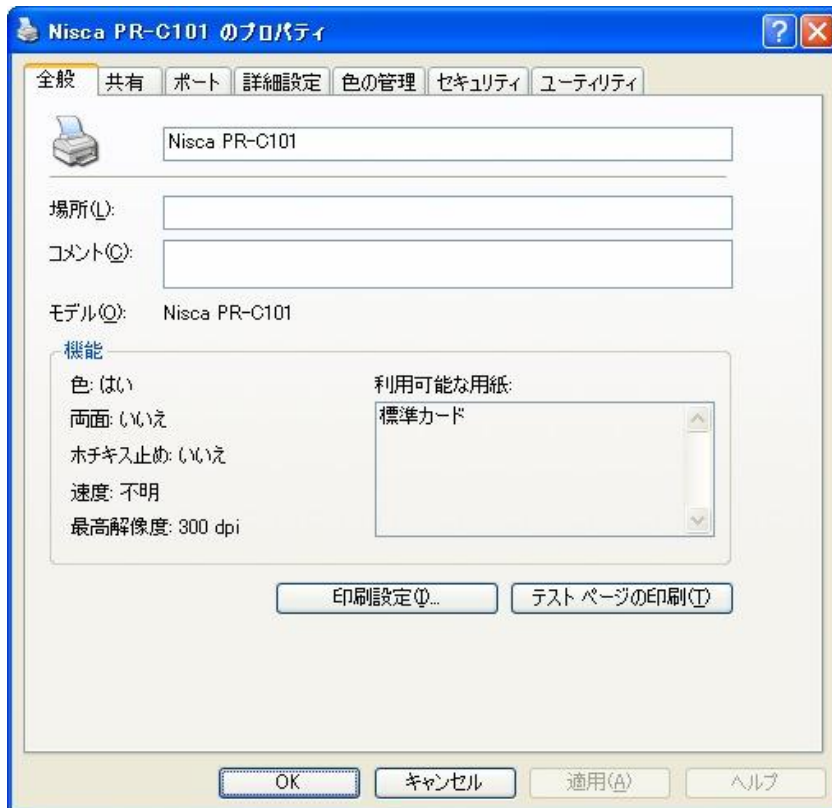 Nisca PR-C101 のプロパティ
全般 共有 ポート 詳細設定 色の管理 セキュリティ ユーティリティ
Nisca PR-C101
場所(L):
コメント(C):
モデル(O): Nisca PR-C101
機能
色: はい
両面: いいえ
ホチキス止め: いいえ
速度: 不明
最高解像度: 300 dpi
利用可能な用紙:
標準カード
印刷設定(I)... テスト ページの印刷(T)
OK キャンセル 適用(A) ヘルプ